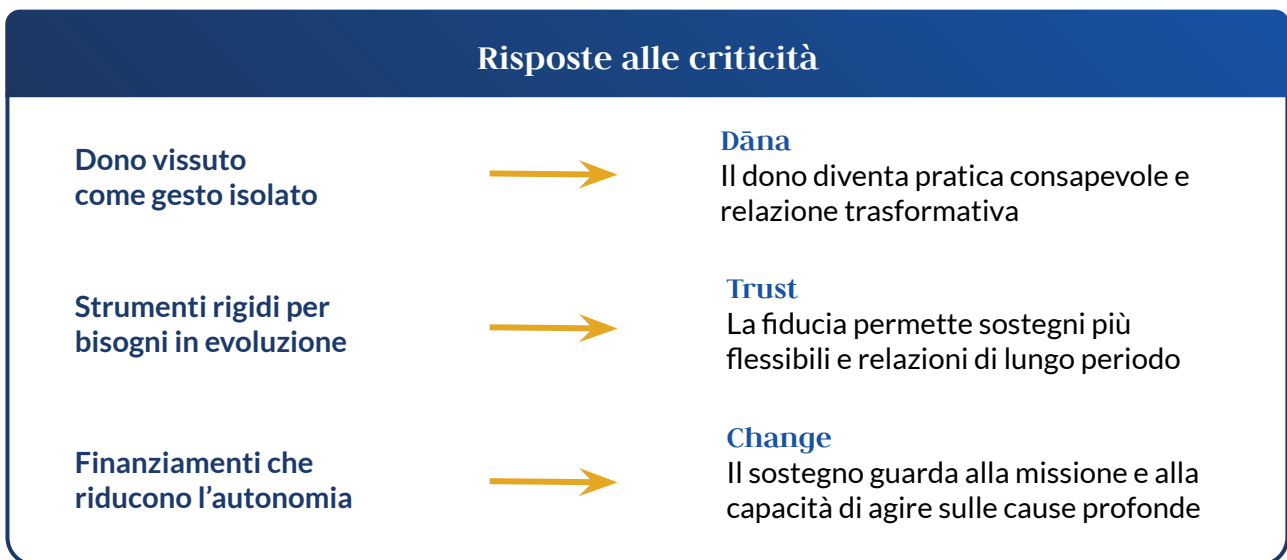 Risposte alle criticità
Dono vissuto
come gesto isolato
Dāna
Il dono diventa pratica consapevole e
relazione trasformativa
Strumenti rigidi per
bisogni in evoluzione
Trust
La fiducia permette sostegni più
flessibili e relazioni di lungo periodo
Finanziamenti che
riducono l’autonomia
Change
Il sostegno guarda alla missione e alla
capacità di agire sulle cause profonde